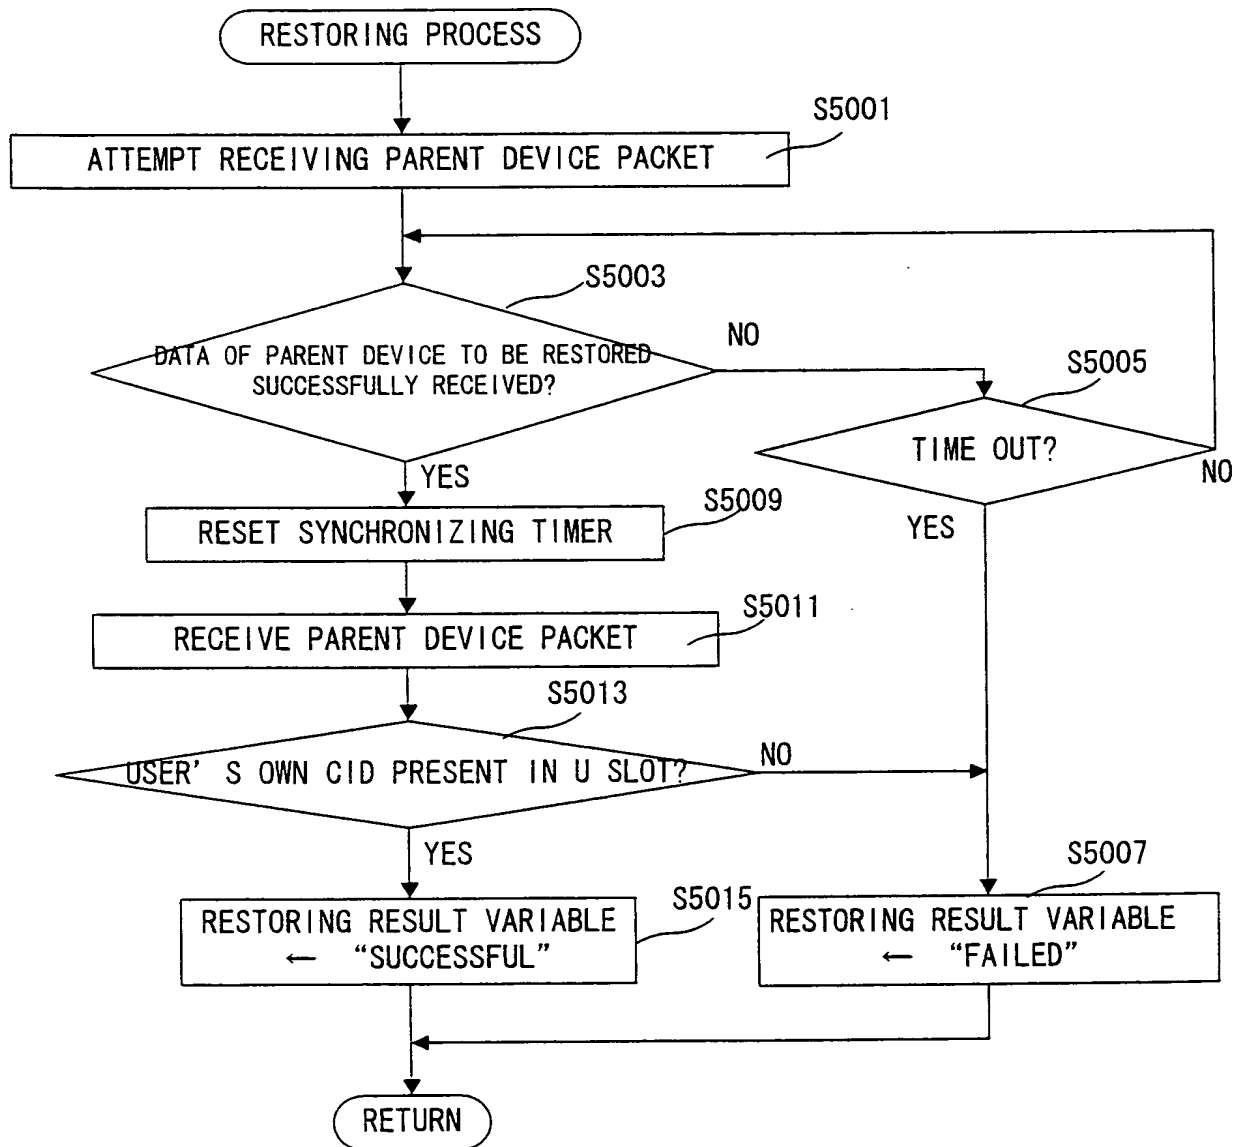 RESTORING PROCESS
S5001
ATTEMPT RECEIVING PARENT DEVICE PACKET
S5003
DATA OF PARENT DEVICE TO BE RESTORED
SUCCESSFULLY RECEIVED?
NO
S5005
TIME OUT?
NO
YES
YES
S5009
RESET SYNCHRONIZING TIMER
S5011
RECEIVE PARENT DEVICE PACKET
S5013
USER'S OWN CID PRESENT IN U SLOT?
NO
YES
S5015
RESTORING RESULT VARIABLE
← “SUCCESSFUL”
S5007
RESTORING RESULT VARIABLE
← “FAILED”
RETURN